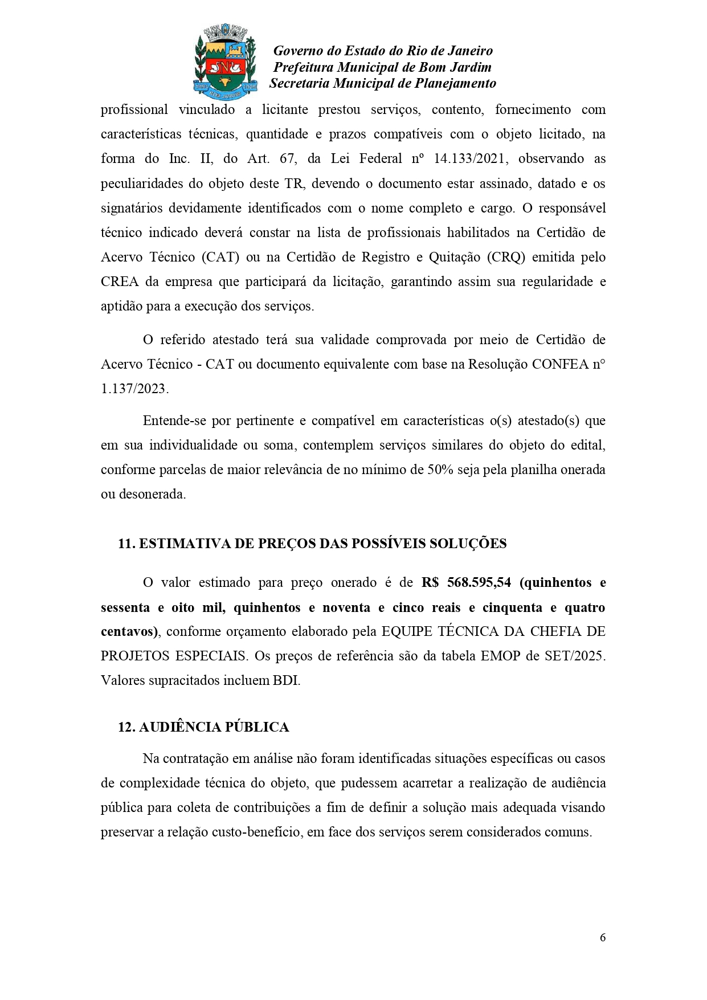 Governo do Estado do Rio de Janeiro
Prefeitura Municipal de Bom Jardim
Secretaria Municipal de Planejamento
N
1893 1926
BOM JARDIM
profissional vinculado a licitante prestou serviços, contento, fornecimento com
características técnicas, quantidade e prazos compatíveis com o objeto licitado, na
forma do Inc. II, do Art. 67, da Lei Federal nº 14.133/2021, observando as
peculiaridades do objeto deste TR, devendo o documento estar assinado, datado e os
signatários devidamente identificados com o nome completo e cargo. O responsável
técnico indicado deverá constar na lista de profissionais habilitados na Certidão de
Acervo Técnico (CAT) ou na Certidão de Registro e Quitação (CRQ) emitida pelo
CREA da empresa que participará da licitação, garantindo assim sua regularidade e
aptidão para a execução dos serviços.
O referido atestado terá sua validade comprovada por meio de Certidão de
Acervo Técnico - CAT ou documento equivalente com base na Resolução CONFEA n°
1.137/2023.
Entende-se por pertinente e compatível em características o(s) atestado(s) que
em sua individualidade ou soma, contemplem serviços similares do objeto do edital,
conforme parcelas de maior relevância de no mínimo de 50% seja pela planilha onerada
ou desonerada.
11. ESTIMATIVA DE PREÇOS DAS POSSÍVEIS SOLUÇÕES
O valor estimado para preço onerado é de R$ 568.595,54 (quinhentos e
sessenta e oito mil, quinhentos e noventa e cinco reais e cinquenta e quatro
centavos), conforme orçamento elaborado pela EQUIPE TÉCNICA DA CHEFIA DE
PROJETOS ESPECIAIS. Os preços de referência são da tabela EMOP de SET/2025.
Valores supracitados incluem BDI.
12. AUDIÊNCIA PÚBLICA
Na contratação em análise não foram identificadas situações específicas ou casos
de complexidade técnica do objeto, que pudessem acarretar a realização de audiência
pública para coleta de contribuições a fim de definir a solução mais adequada visando
preservar a relação custo-benefício, em face dos serviços serem considerados comuns.
6